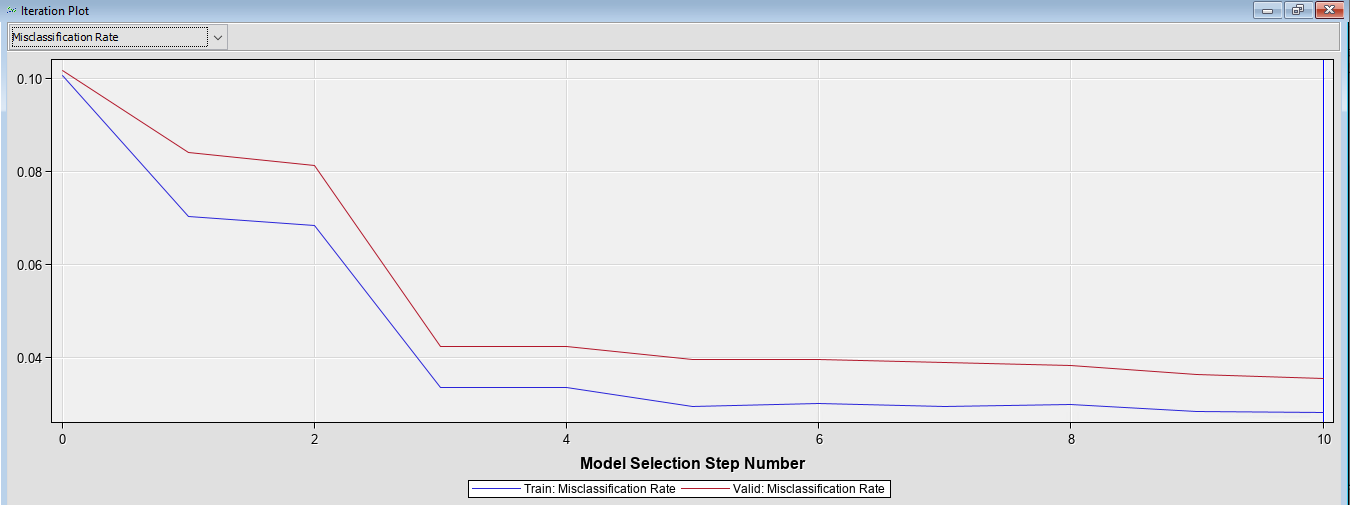 Iteration Plot
Misclassification Rate
0.10
0.08
0.06
0.04
0 2 4 6 8 10
Model Selection Step Number
Train: Misclassification Rate Valid: Misclassification Rate